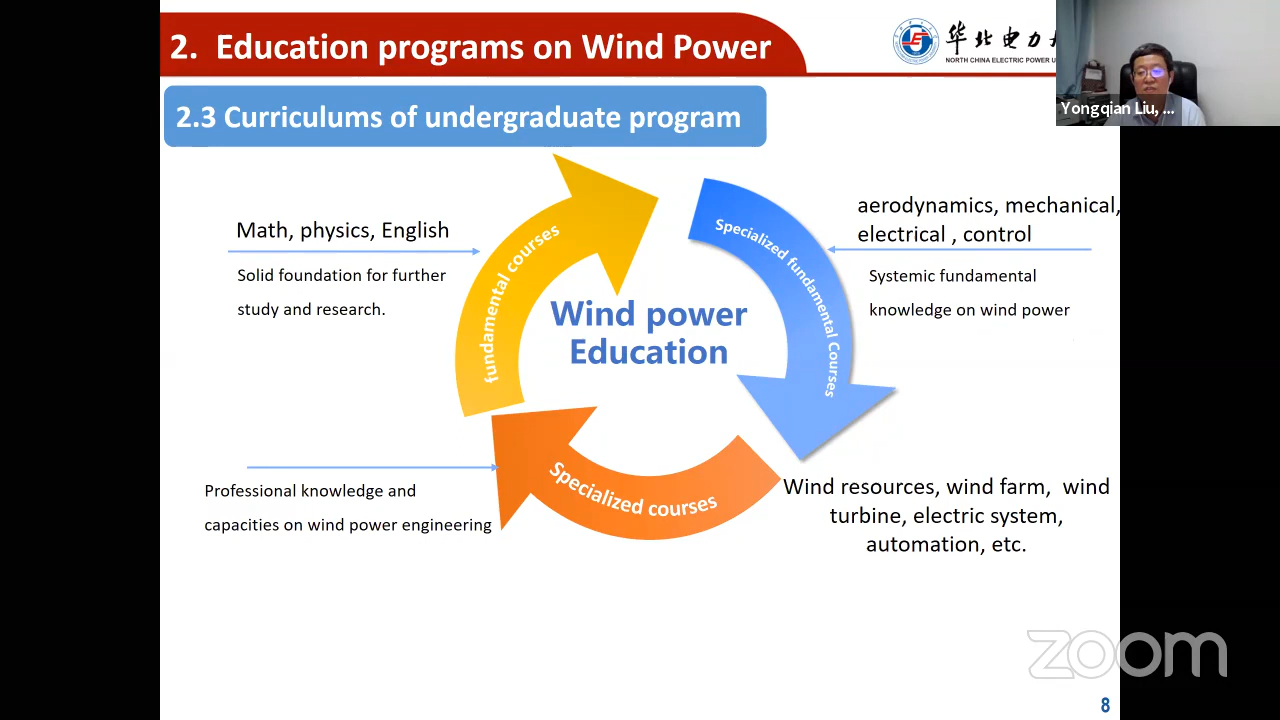 2. Education programs on Wind Power
华北电力
NORTH CHINA ELECTRIC POWER U
Yongqian Liu, ...
2.3 Curriculums of undergraduate program
Math, physics, English
Solid foundation for further
study and research.
fundamental courses
Specialized fundamental Courses
aerodynamics, mechanical,
electrical , control
Systemic fundamental
knowledge on wind power
Wind power
Education
Professional knowledge and
capacities on wind power engineering
Specialized courses
Wind resources, wind farm, wind
turbine, electric system,
automation, etc.
zoom
8